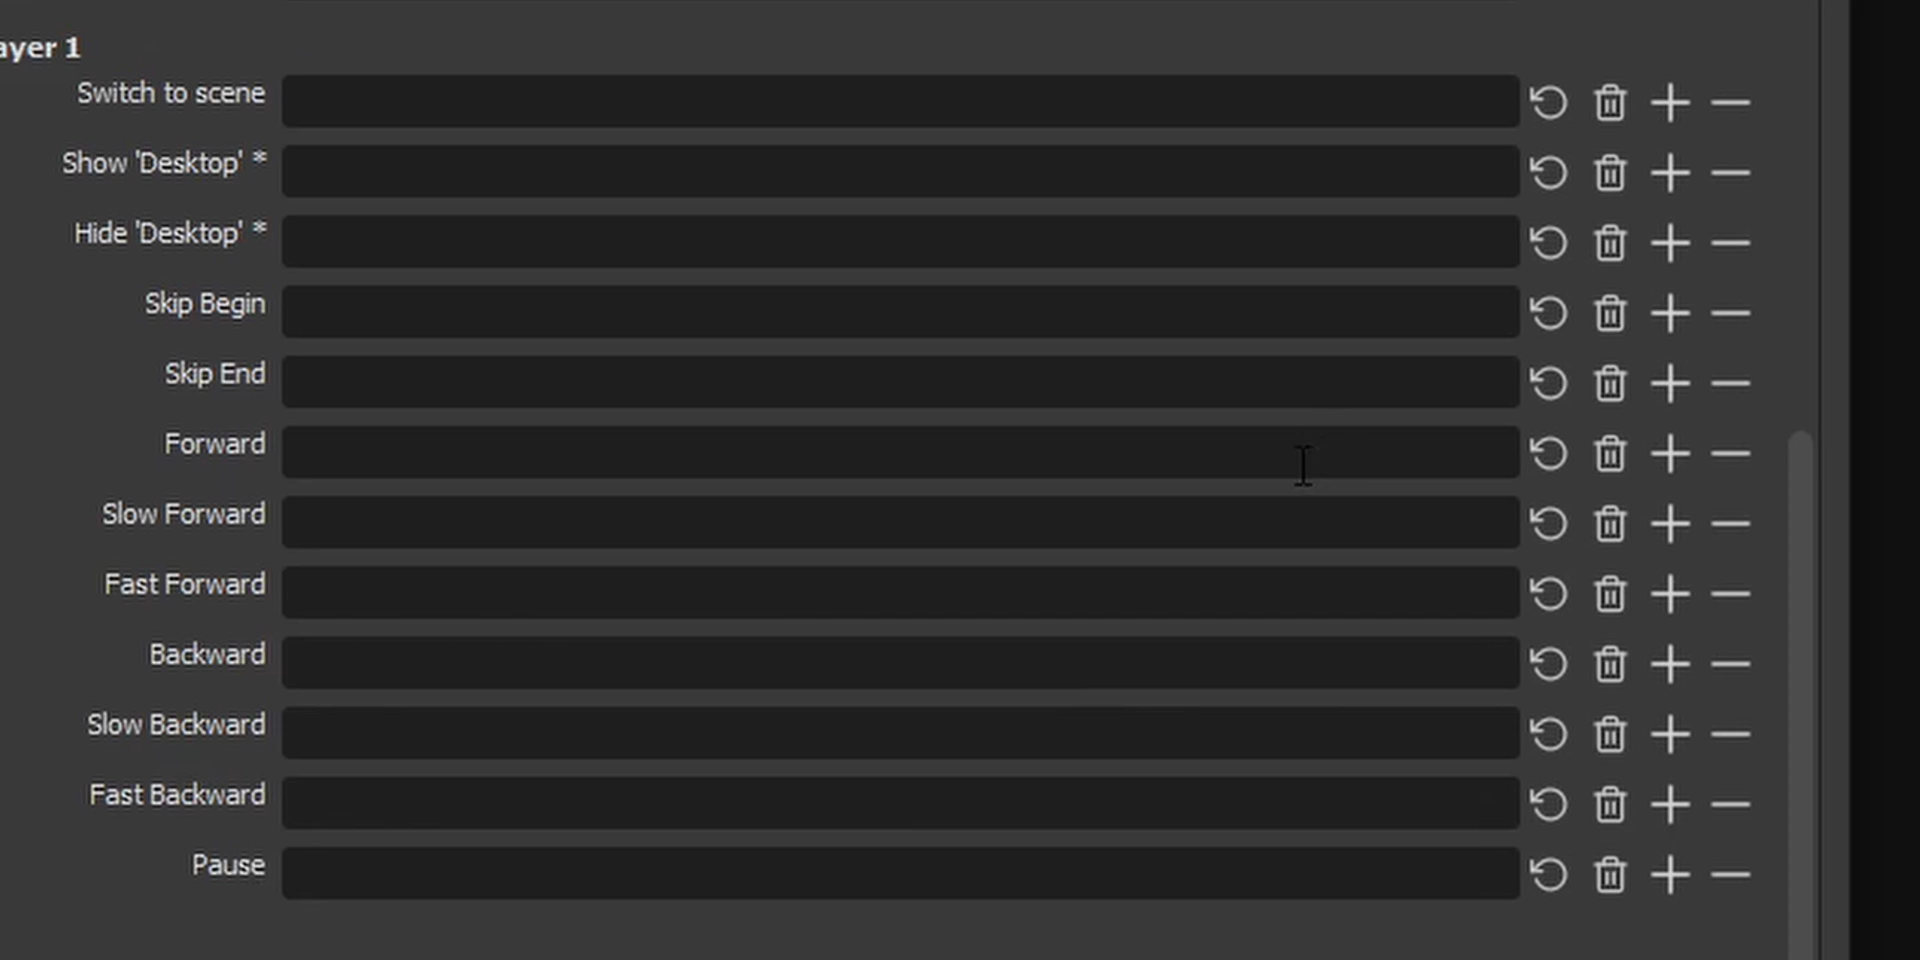 ayer 1
Switch to scene
Show 'Desktop' *
Hide 'Desktop' *
Skip Begin
Skip End
Forward
Slow Forward
Fast Forward
Backward
Slow Backward
Fast Backward
Pause